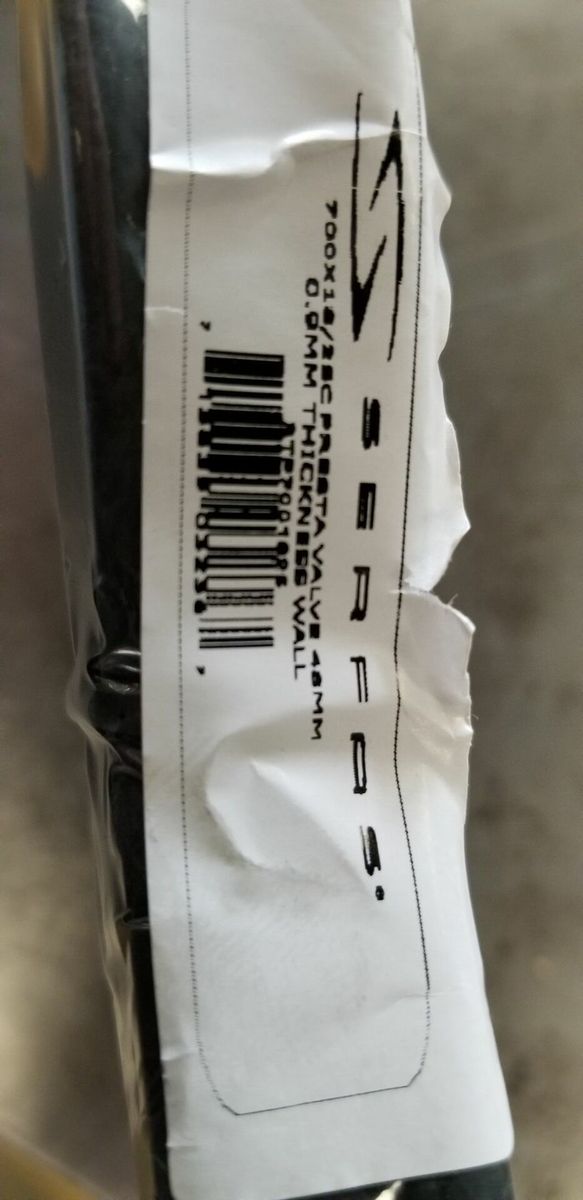 SERFAS
700X18/25C PRESTA VALVE 48MM
0.9MM THICKNESS WALL